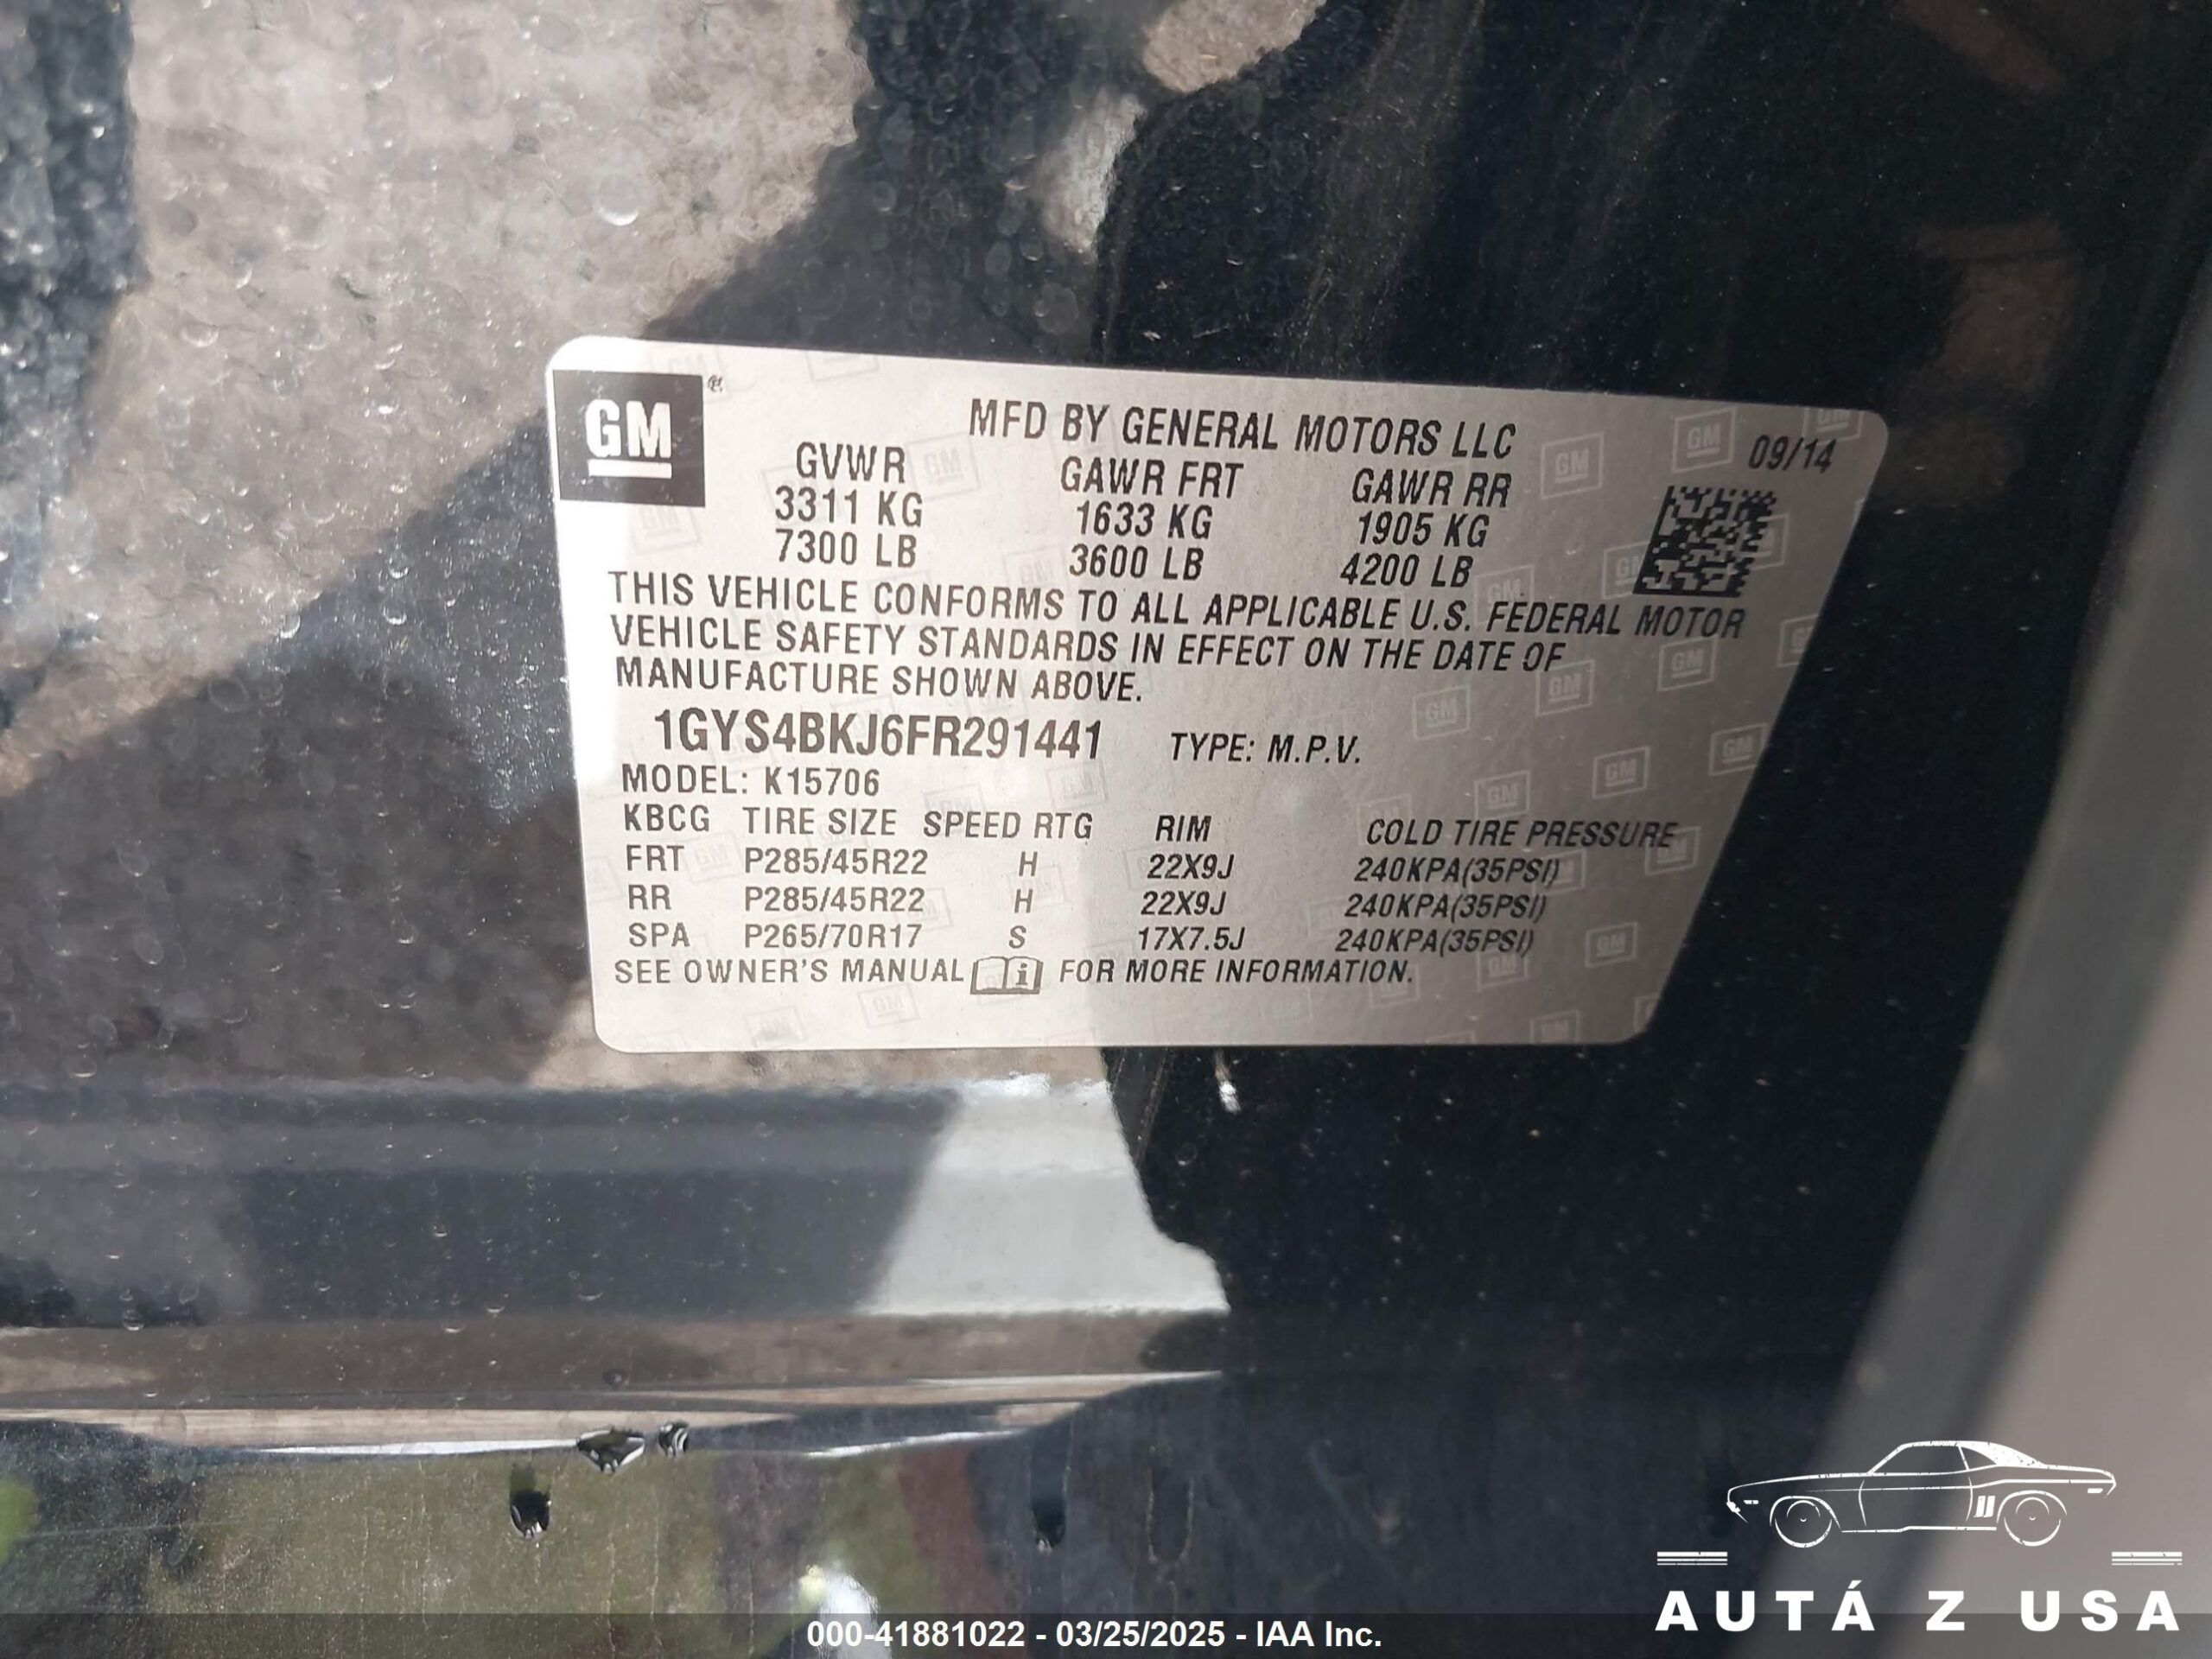 GM
MFD BY GENERAL MOTORS LLC 09/14
GVWR GAWR FRT GAWR RR
3311 KG 1633 KG 1905 KG
7300 LB 3600 LB 4200 LB
THIS VEHICLE CONFORMS TO ALL APPLICABLE U.S. FEDERAL MOTOR
VEHICLE SAFETY STANDARDS IN EFFECT ON THE DATE OF
MANUFACTURE SHOWN ABOVE.
1GYS4BKJ6FR291441 TYPE: M.P.V.
MODEL: K15706
KBCG TIRE SIZE SPEED RTG RIM COLD TIRE PRESSURE
FRT P285/45R22 H 22X9J 240KPA(35PSI)
RR P285/45R22 H 22X9J 240KPA(35PSI)
SPA P265/70R17 S 17X7.5J 240KPA(35PSI)
SEE OWNER'S MANUAL i FOR MORE INFORMATION.
AUTÁ Z USA
000-41881022 - 03/25/2025 - IAA Inc.